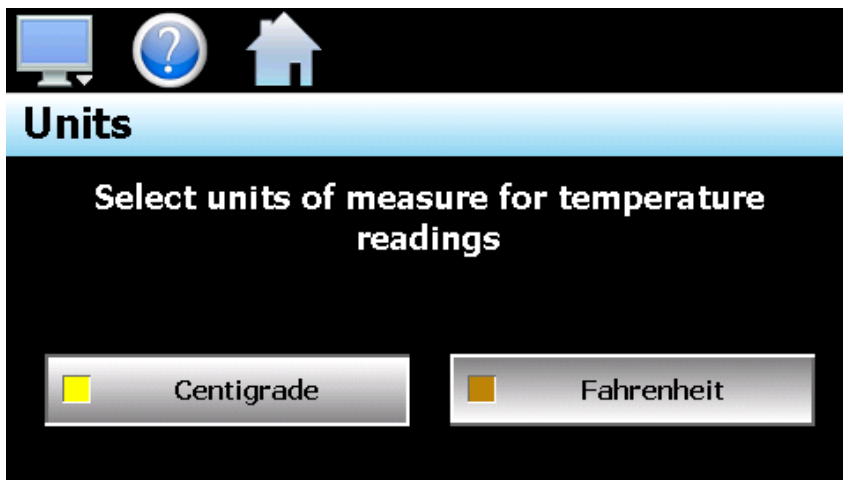 ?
Units
Select units of measure for temperature
readings
Centigrade
Fahrenheit